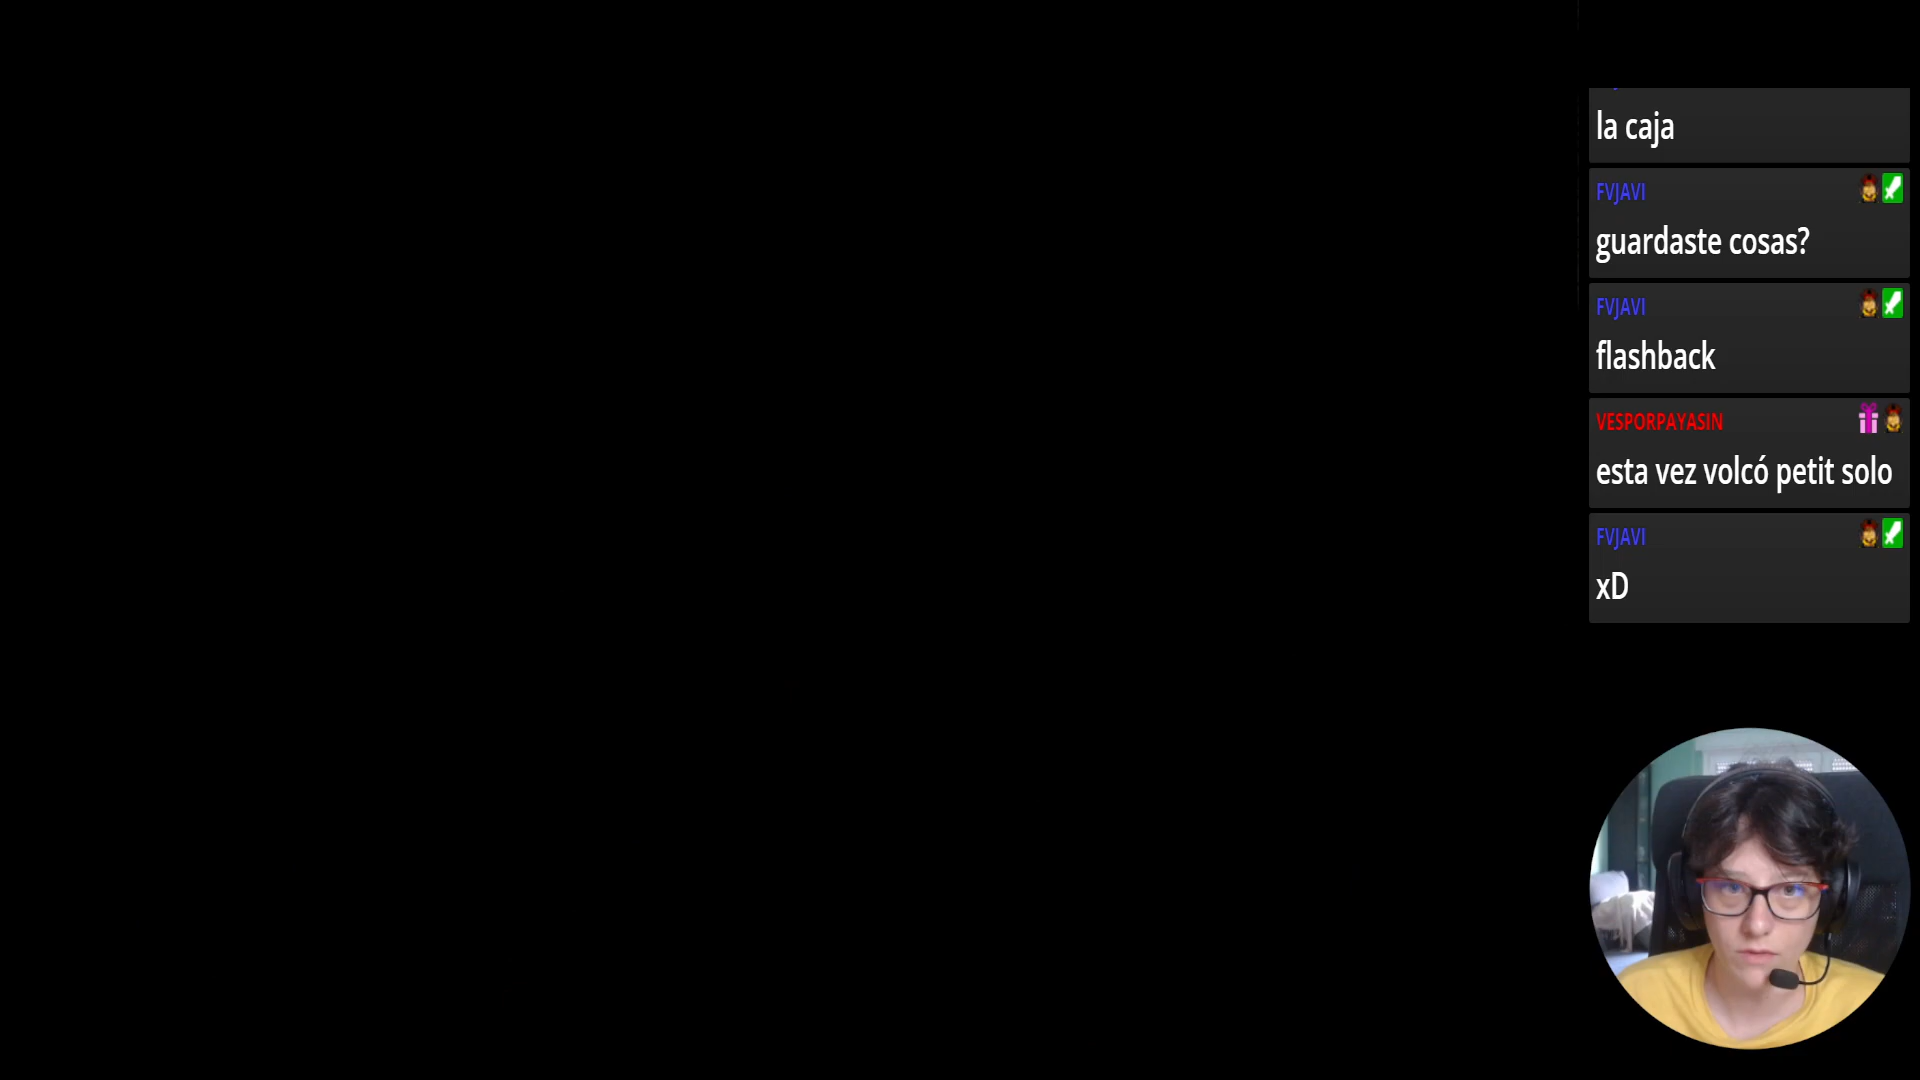 la caja
FVJAVI
guardaste cosas?
FVJAVI
flashback
VESPORPAYASIN
esta vez volcó petit solo
FVJAVI
xD